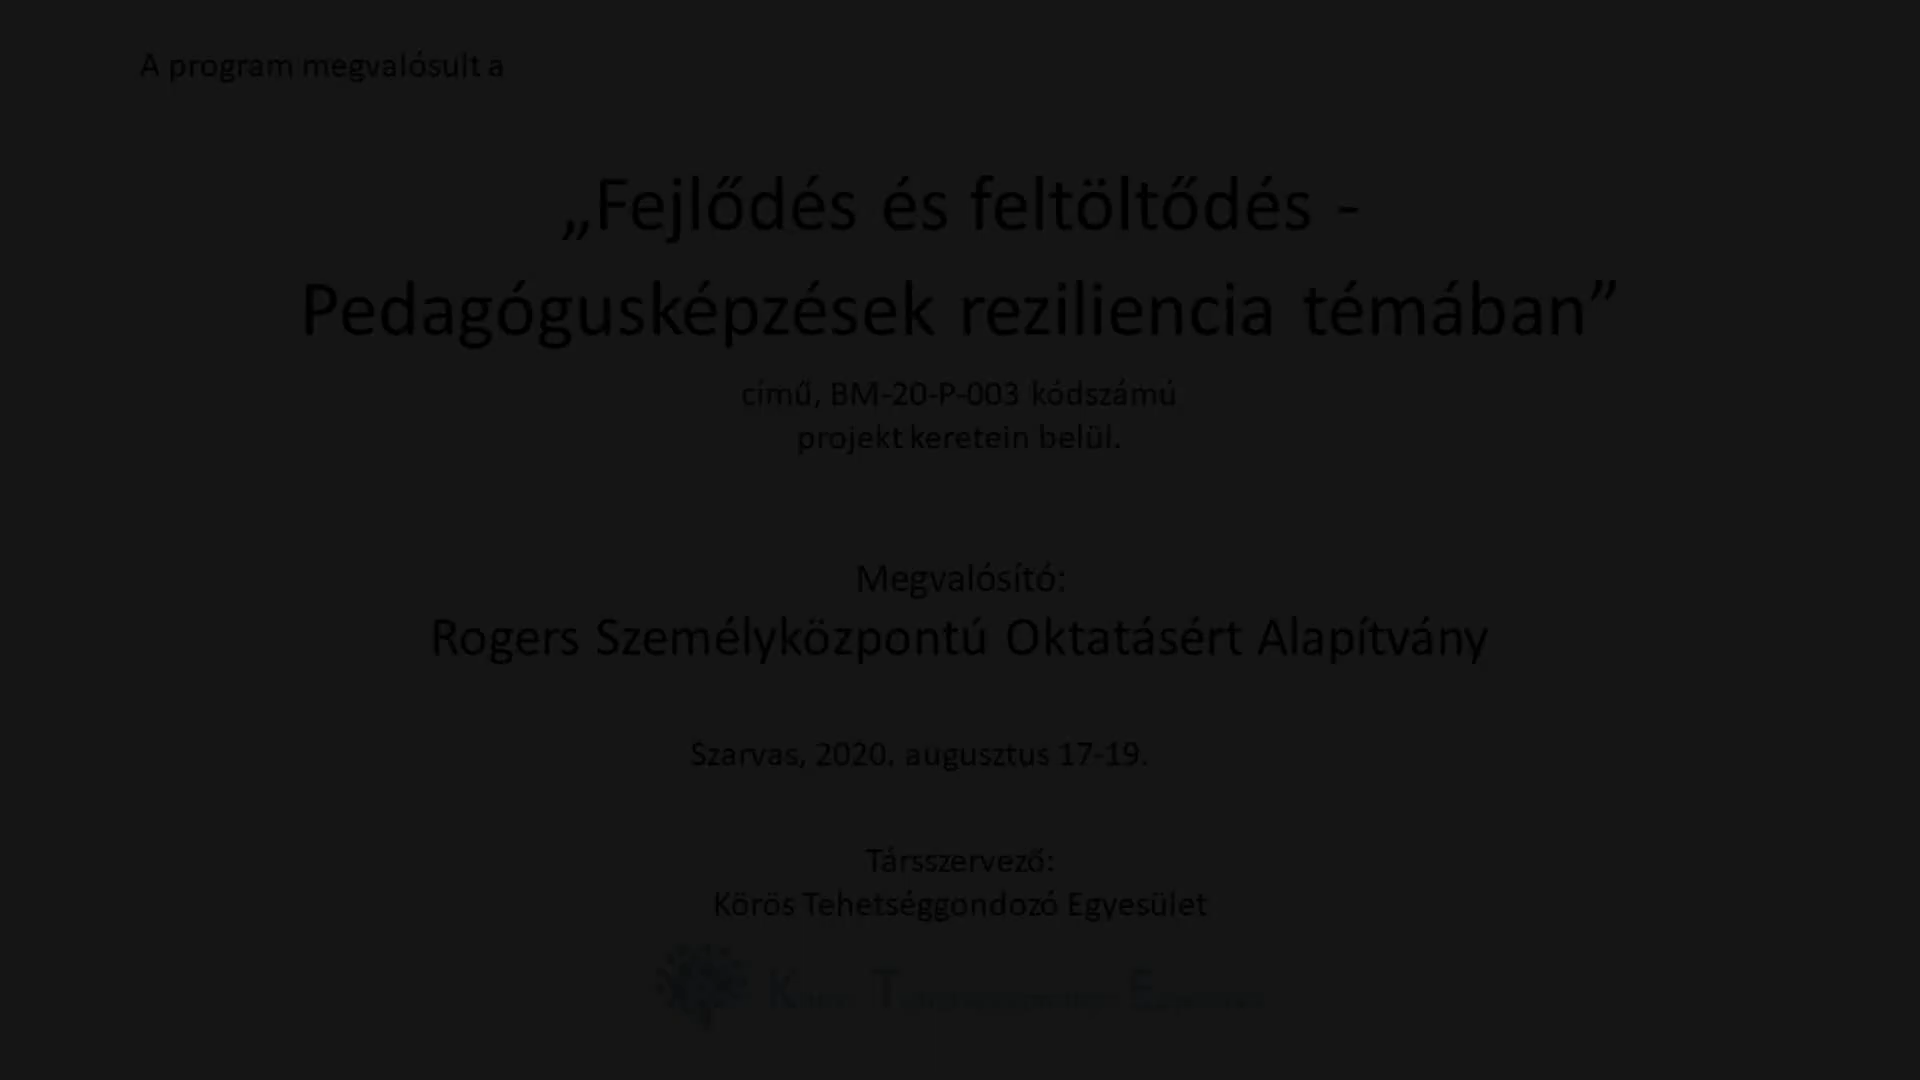 A program megvalósult a
„Fejlődés és feltöltődés -
Pedagógusképzések reziliencia témában”
című, BM-20-P-003 kódszámú
projekt keretein belül.
Megvalósító:
Rogers Személyközpontú Oktatásért Alapítvány
Szarvas, 2020. augusztus 17-19.
Társszervező:
Körös Tehetséggondozó Egyesület